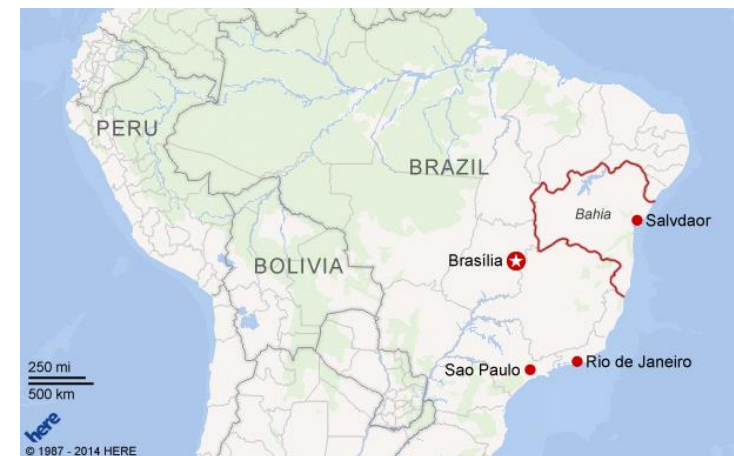 PERU
BRAZIL
Bahia
Salvdaor
Brasília
BOLIVIA
Sao Paulo
Rio de Janeiro
250 mi
500 km
here
© 1987 - 2014 HERE